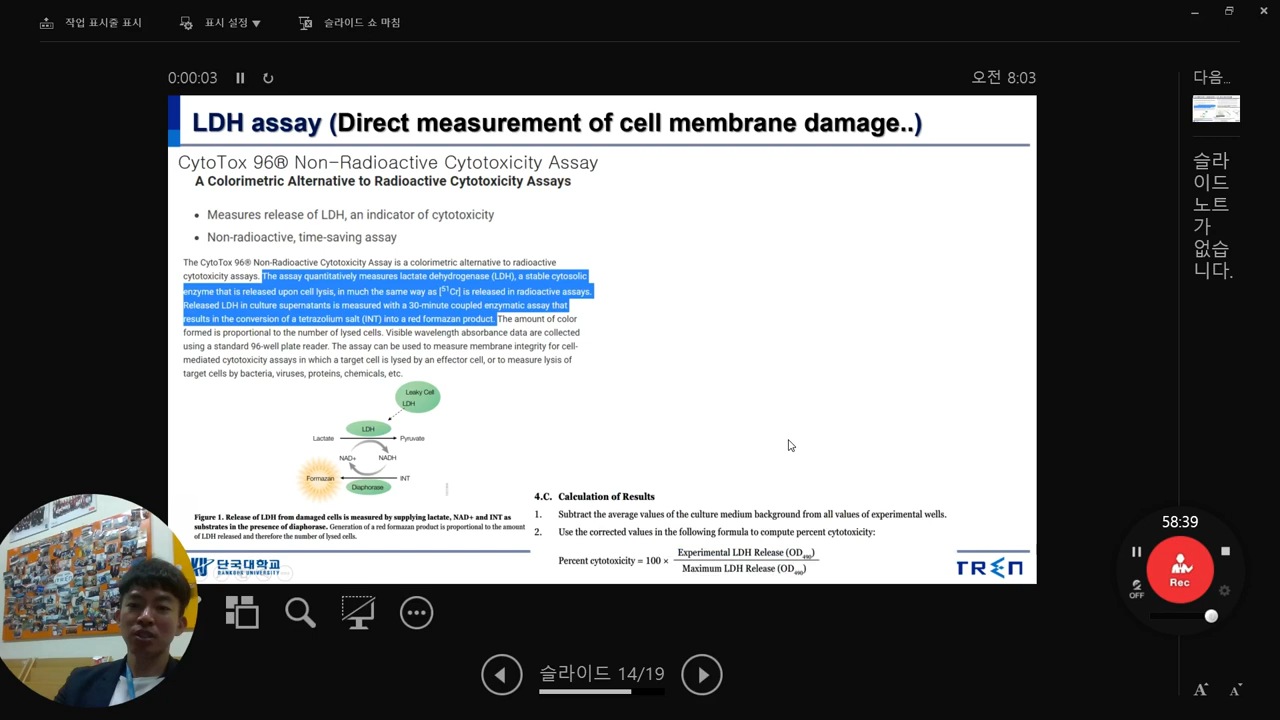 작업 표시줄 표시
표시 설정 ▼
슬라이드 쇼 마침
0:00:03
오전 8:03
다음...
LDH assay (Direct measurement of cell membrane damage..)
CytoTox 96® Non-Radioactive Cytotoxicity Assay
A Colorimetric Alternative to Radioactive Cytotoxicity Assays
• Measures release of LDH, an indicator of cytotoxicity
• Non-radioactive, time-saving assay
The CytoTox 96® Non-Radioactive Cytotoxicity Assay is a colorimetric alternative to radioactive
cytotoxicity assays. The assay quantitatively measures lactate dehydrogenase (LDH), a stable cytosolic
enzyme that is released upon cell lysis, in much the same way as [51Cr] is released in radioactive assays.
Released LDH in culture supernatants is measured with a 30-minute coupled enzymatic assay that
results in the conversion of a tetrazolium salt (INT) into a red formazan product. The amount of color
formed is proportional to the number of lysed cells. Visible wavelength absorbance data are collected
using a standard 96-well plate reader. The assay can be used to measure membrane integrity for cell-
mediated cytotoxicity assays in which a target cell is lysed by an effector cell, or to measure lysis of
target cells by bacteria, viruses, proteins, chemicals, etc.
Leaky Cell
LDH
LDH
Lactate
Pyruvate
NAD+
NADH
Formazan
INT
Diaphorase
Figure 1. Release of LDH from damaged cells is measured by supplying lactate, NAD+ and INT as
substrates in the presence of diaphorase. Generation of a red formazan product is proportional to the amount
of LDH released and therefore the number of lysed cells.
4.C. Calculation of Results
1. Subtract the average values of the culture medium background from all values of experimental wells.
2. Use the corrected values in the following formula to compute percent cytotoxicity:
Percent cytotoxicity = 100 × Experimental LDH Release (OD490)
Maximum LDH Release (OD490)
단국대학교
DANKOOK UNIVERSITY
TREN
슬라
이드
노트
가
없습
니다.
58:39
Rec
OFF
슬라이드 14/19
A
A